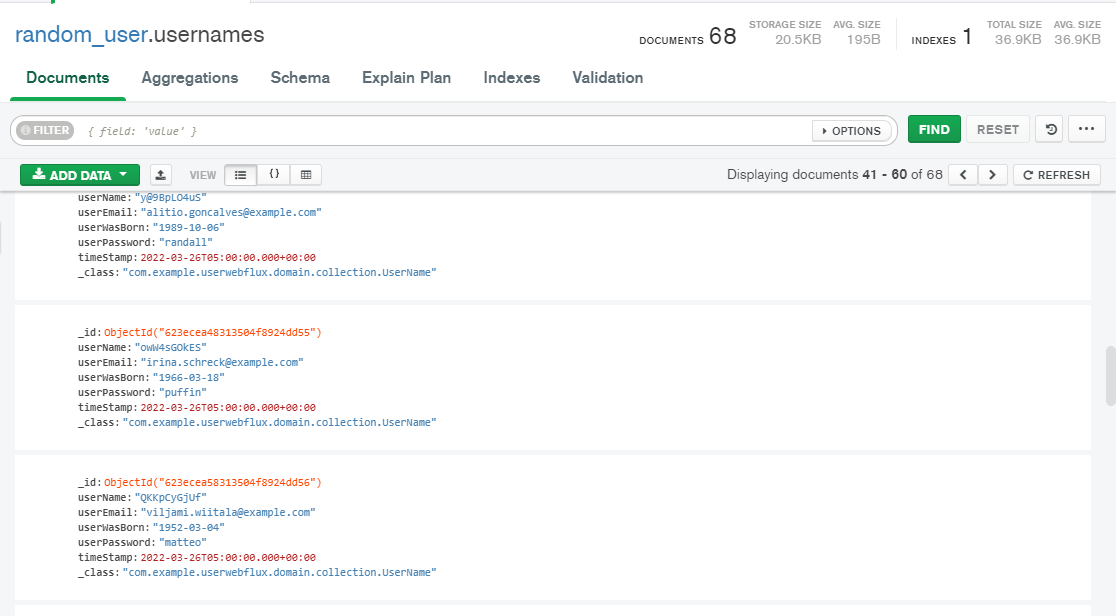 random_user.usernames
DOCUMENTS 68
STORAGE SIZE
20.5KB
AVG. SIZE
195B
INDEXES 1
TOTAL SIZE
36.9KB
AVG. SIZE
36.9KB
Documents Aggregations Schema Explain Plan Indexes Validation
FILTER { field: 'value' } OPTIONS FIND RESET
ADD DATA VIEW {} Displaying documents 41 - 60 of 68 REFRESH
userName: "y@9BpLO4uS"
userEmail: "alitio.goncalves@example.com"
userWasBorn: "1989-10-06"
userPassword: "randall"
timeStamp: 2022-03-26T05:00:00.000+00:00
_class: "com.example.userwebflux.domain.collection.UserName"
_id: ObjectId("623ecea48313504f8924dd55")
userName: "owW4sGOkES"
userEmail: "irina.schreck@example.com"
userWasBorn: "1966-03-18"
userPassword: "puffin"
timeStamp: 2022-03-26T05:00:00.000+00:00
_class: "com.example.userwebflux.domain.collection.UserName"
_id: ObjectId("623ecea58313504f8924dd56")
userName: "QKKpCyGjUf"
userEmail: "viljami.wiitala@example.com"
userWasBorn: "1952-03-04"
userPassword: "matteo"
timeStamp: 2022-03-26T05:00:00.000+00:00
_class: "com.example.userwebflux.domain.collection.UserName"